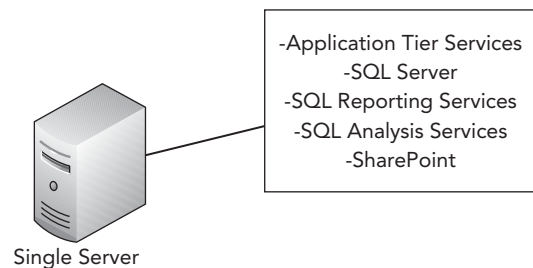 -Application Tier Services
-SQL Server
-SQL Reporting Services
-SQL Analysis Services
-SharePoint
Single Server